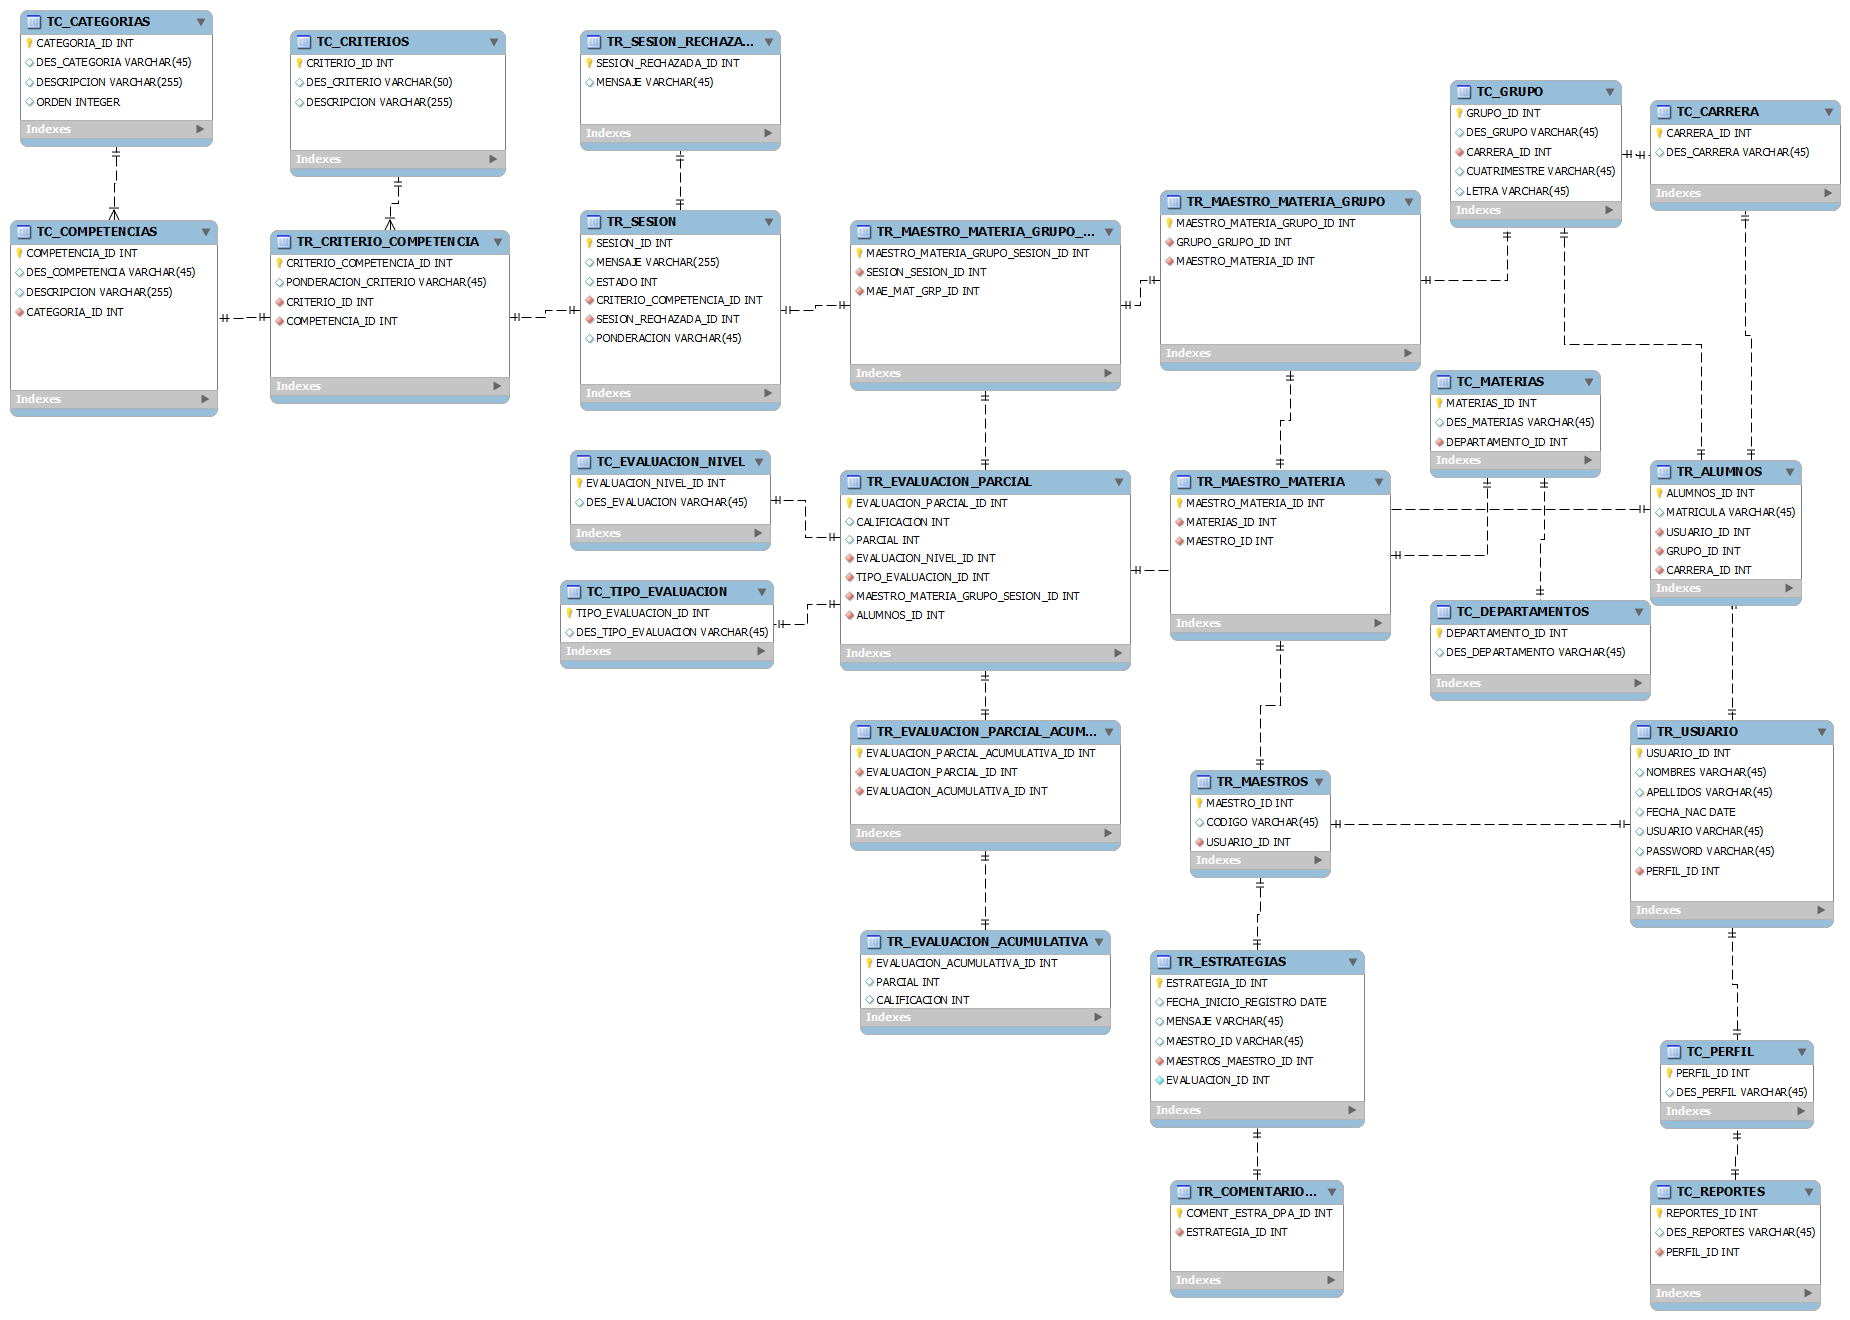 TC_CATEGORIAS
CATEGORIA_ID INT
DES_CATEGORIA VARCHAR(45)
DESCRIPCION VARCHAR(255)
ORDEN INTEGER
Indexes
TC_CRITERIOS
CRITERIO_ID INT
DES_CRITERIO VARCHAR(50)
DESCRIPCION VARCHAR(255)
Indexes
TR_SESION_RECHAZA...
SESION_RECHAZADA_ID INT
MENSAJE VARCHAR(45)
Indexes
TC_GRUPO
GRUPO_ID INT
DES_GRUPO VARCHAR(45)
CARRERA_ID INT
CUATRIMESTRE VARCHAR(45)
LETRA VARCHAR(45)
Indexes
TC_CARRERA
CARRERA_ID INT
DES_CARRERA VARCHAR(45)
Indexes
TC_COMPETENCIAS
COMPETENCIA_ID INT
DES_COMPETENCIA VARCHAR(45)
DESCRIPCION VARCHAR(255)
CATEGORIA_ID INT
Indexes
TR_CRITERIO_COMPETENCIA
CRITERIO_COMPETENCIA_ID INT
PONDERACION_CRITERIO VARCHAR(45)
CRITERIO_ID INT
COMPETENCIA_ID INT
Indexes
TR_SESION
SESION_ID INT
MENSAJE VARCHAR(255)
ESTADO INT
CRITERIO_COMPETENCIA_ID INT
SESION_RECHAZADA_ID INT
PONDERACION VARCHAR(45)
Indexes
TR_MAESTRO_MATERIA_GRUPO_...
MAESTRO_MATERIA_GRUPO_SESION_ID INT
SESION_SESION_ID INT
MAE_MAT_GRP_ID INT
Indexes
TR_MAESTRO_MATERIA_GRUPO
MAESTRO_MATERIA_GRUPO_ID INT
GRUPO_GRUPO_ID INT
MAESTRO_MATERIA_ID INT
Indexes
TC_MATERIAS
MATERIAS_ID INT
DES_MATERIAS VARCHAR(45)
DEPARTAMENTO_ID INT
Indexes
TC_EVALUACION_NIVEL
EVALUACION_NIVEL_ID INT
DES_EVALUACION VARCHAR(45)
Indexes
TR_EVALUACION_PARCIAL
EVALUACION_PARCIAL_ID INT
CALIFICACION INT
PARCIAL INT
EVALUACION_NIVEL_ID INT
TIPO_EVALUACION_ID INT
MAESTRO_MATERIA_GRUPO_SESION_ID INT
ALUMNOS_ID INT
Indexes
TR_MAESTRO_MATERIA
MAESTRO_MATERIA_ID INT
MATERIAS_ID INT
MAESTRO_ID INT
Indexes
TR_ALUMNOS
ALUMNOS_ID INT
MATRICULA VARCHAR(45)
USUARIO_ID INT
GRUPO_ID INT
CARRERA_ID INT
Indexes
TC_TIPO_EVALUACION
TIPO_EVALUACION_ID INT
DES_TIPO_EVALUACION VARCHAR(45)
Indexes
TC_DEPARTAMENTOS
DEPARTAMENTO_ID INT
DES_DEPARTAMENTO VARCHAR(45)
Indexes
TR_EVALUACION_PARCIAL_ACUM...
EVALUACION_PARCIAL_ACUMULATIVA_ID INT
EVALUACION_PARCIAL_ID INT
EVALUACION_ACUMULATIVA_ID INT
Indexes
TR_MAESTROS
MAESTRO_ID INT
CODIGO VARCHAR(45)
USUARIO_ID INT
Indexes
TR_USUARIO
USUARIO_ID INT
NOMBRES VARCHAR(45)
APELLIDOS VARCHAR(45)
FECHA_NAC DATE
USUARIO VARCHAR(45)
PASSWORD VARCHAR(45)
PERFIL_ID INT
Indexes
TR_EVALUACION_ACUMULATIVA
EVALUACION_ACUMULATIVA_ID INT
PARCIAL INT
CALIFICACION INT
Indexes
TR_ESTRATEGIAS
ESTRATEGIA_ID INT
FECHA_INICIO_REGISTRO DATE
MENSAJE VARCHAR(45)
MAESTRO_ID VARCHAR(45)
MAESTROS_MAESTRO_ID INT
EVALUACION_ID INT
Indexes
TC_PERFIL
PERFIL_ID INT
DES_PERFIL VARCHAR(45)
Indexes
TR_COMENTARIO...
COMENT_ESTRA_DPA_ID INT
ESTRATEGIA_ID INT
Indexes
TC_REPORTES
REPORTES_ID INT
DES_REPORTES VARCHAR(45)
PERFIL_ID INT
Indexes